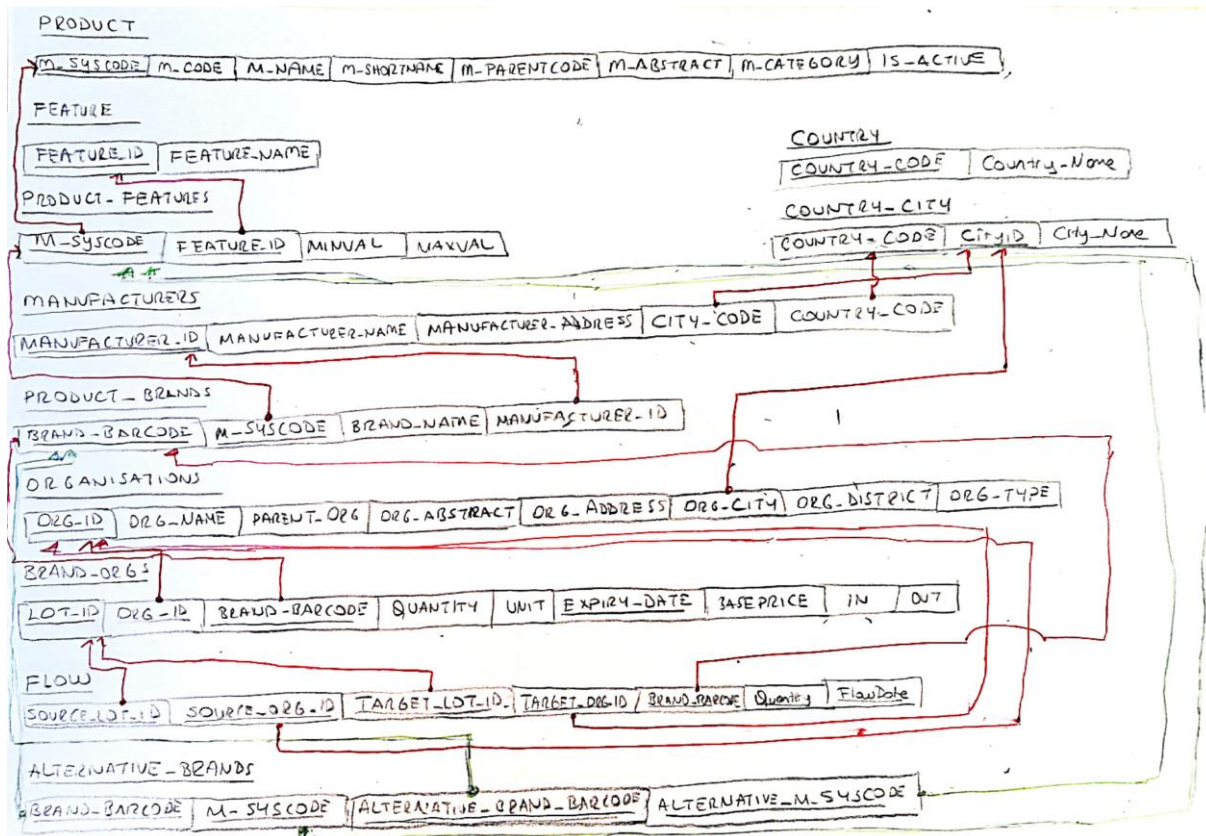 PRODUCT
M_SYSCODE M_CODE M_NAME M-SHORTNAME M-PARENTCODE M_ABSTRACT M_CATEGORY IS_ACTIVE
FEATURE
FEATURE_ID FEATURE_NAME
COUNTRY
COUNTRY_CODE Country_Name
PRODUCT_FEATURES
COUNTRY_CITY
M_SYSCODE FEATURE_ID MINVAL MAXVAL
COUNTRY_CODE CityID City_Name
MANUFACTURERS
MANUFACTURER_ID MANUFACTURER_NAME MANUFACTURER_ADDRESS CITY_CODE COUNTRY_CODE
PRODUCT_BRANDS
BRAND_BARCODE M_SYSCODE BRAND_NAME MANUFACTURER_ID
ORGANISATIONS
ORG_ID ORG_NAME PARENT_ORG ORG_ABSTRACT ORG_ADDRESS ORG_CITY ORG_DISTRICT ORG_TYPE
BRAND_ORGS
LOT_ID ORG_ID BRAND_BARCODE QUANTITY UNIT EXPIRY_DATE BASEPRICE IN OUT
FLOW
SOURCE_LOT_ID SOURCE_ORG_ID TARGET_LOT_ID TARGET_ORG_ID BRAND_BARCODE Quantity FlowDate
ALTERNATIVE_BRANDS
BRAND_BARCODE M_SYSCODE ALTERNATIVE_BRAND_BARCODE ALTERNATIVE_M_SYSCODE